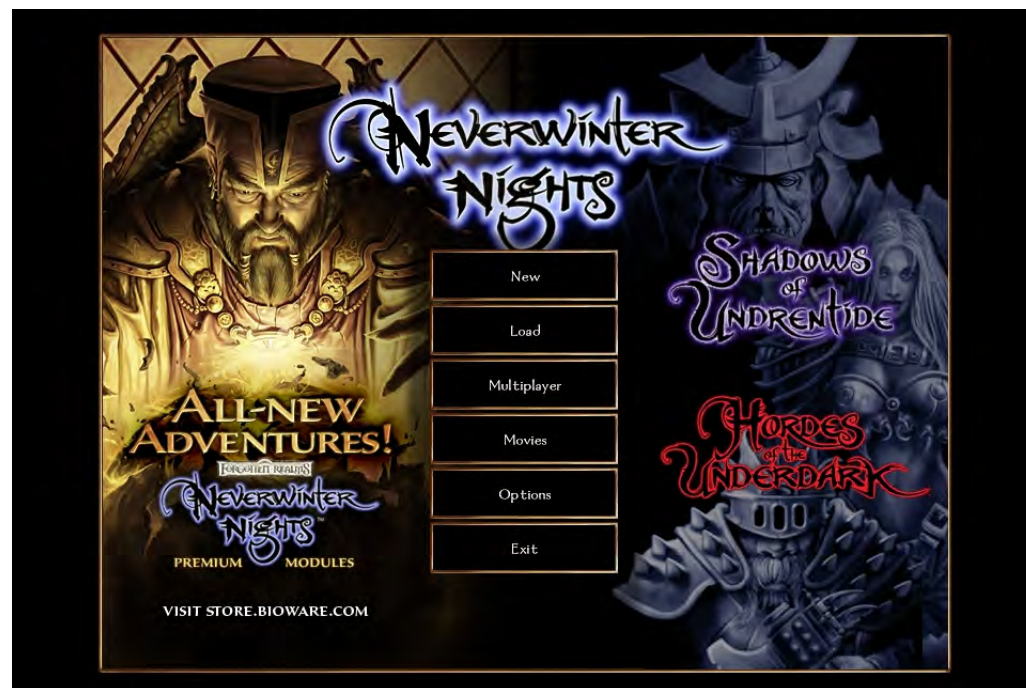 Neverwinter
Nights
New
Load
Multiplayer
Movies
Options
Exit
Shadows
of
Undrentide
Hordes
of the
Underdark
All-New
Adventures!
Forgotten Realms
Neverwinter
Nights™
PREMIUM MODULES
VISIT STORE.BIOWARE.COM